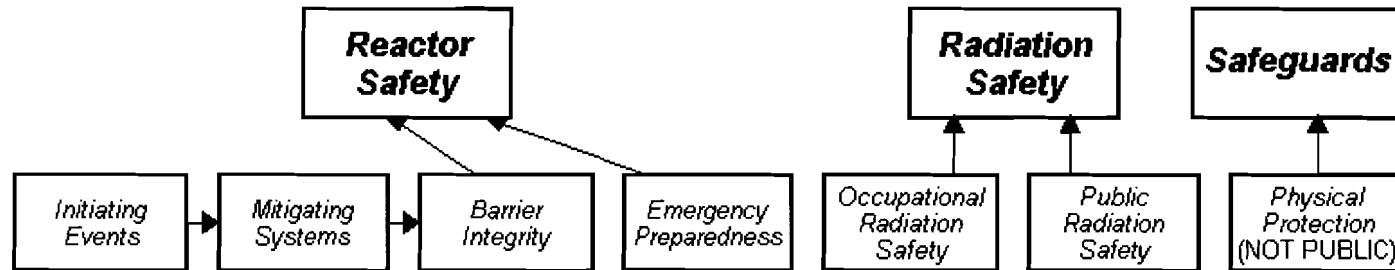 Reactor
Safety
Radiation
Safety
Safeguards
Initiating
Events
Mitigating
Systems
Barrier
Integrity
Emergency
Preparedness
Occupational
Radiation
Safety
Public
Radiation
Safety
Physical
Protection
(NOT PUBLIC)